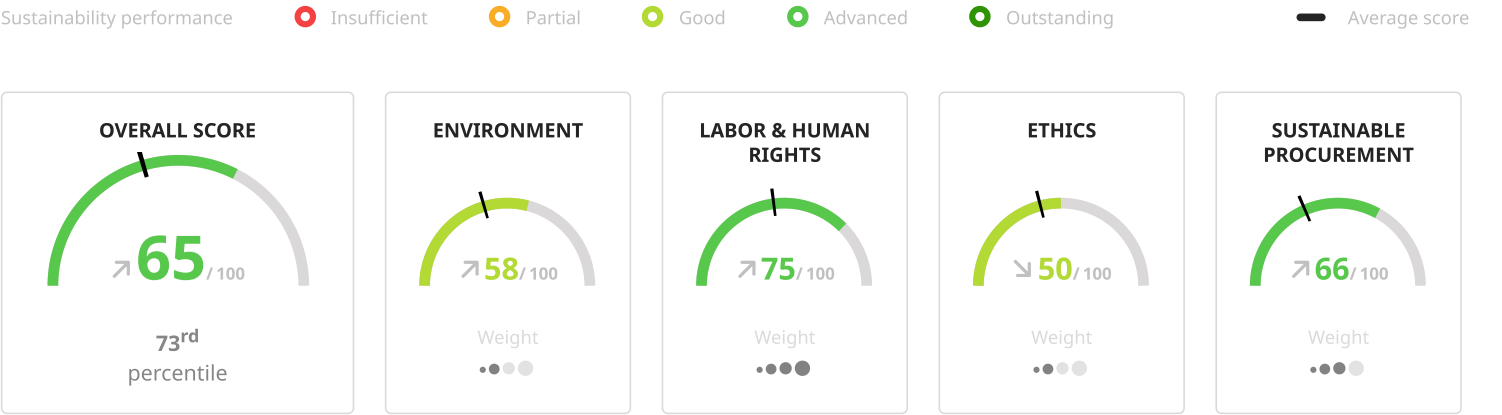 Sustainability performance Insufficient Partial Good Advanced Outstanding Average score
OVERALL SCORE
65 / 100
73rd
percentile
ENVIRONMENT
58 / 100
Weight
LABOR & HUMAN
RIGHTS
75 / 100
Weight
ETHICS
50 / 100
Weight
SUSTAINABLE
PROCUREMENT
66 / 100
Weight